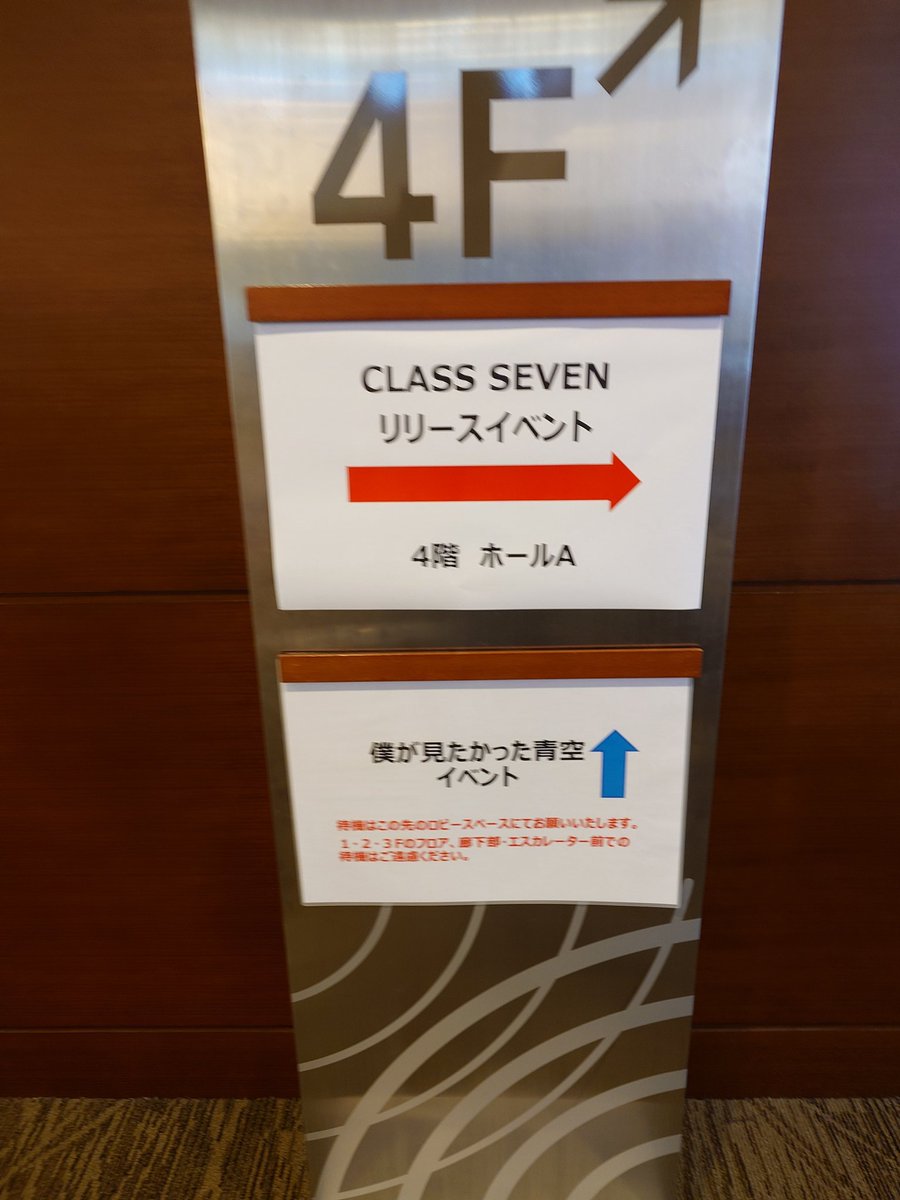 4F
CLASS SEVEN
リリースイベント
4階 ホールA
僕が見たかった青空
イベント
待機はこの先のロビースペースにてお願いいたします。
1・2・3Fのフロア、廊下部・エスカレーター前での
待機はご遠慮ください。